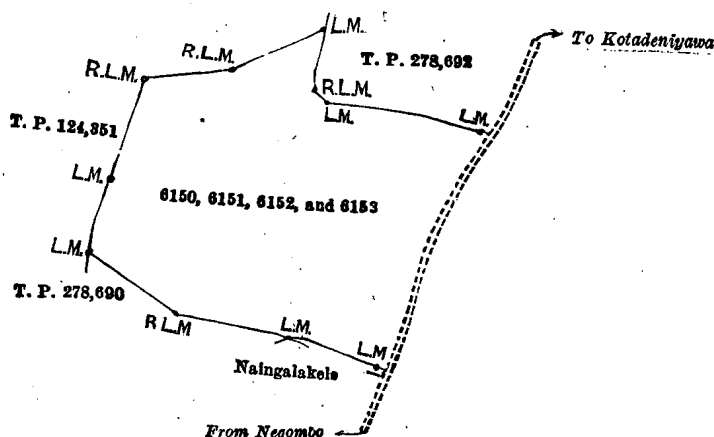 L.M.
To Kotadeniyawa
R.L.M.
T. P. 278,692
R.L.M.
R.L.M.
L.M.
L.M.
T. P. 124,351
L.M.
6150, 6151, 6152, and 6153
L.M.
T. P. 278,690
R L.M
L.M.
L.M
Naingalakele
From Negombo